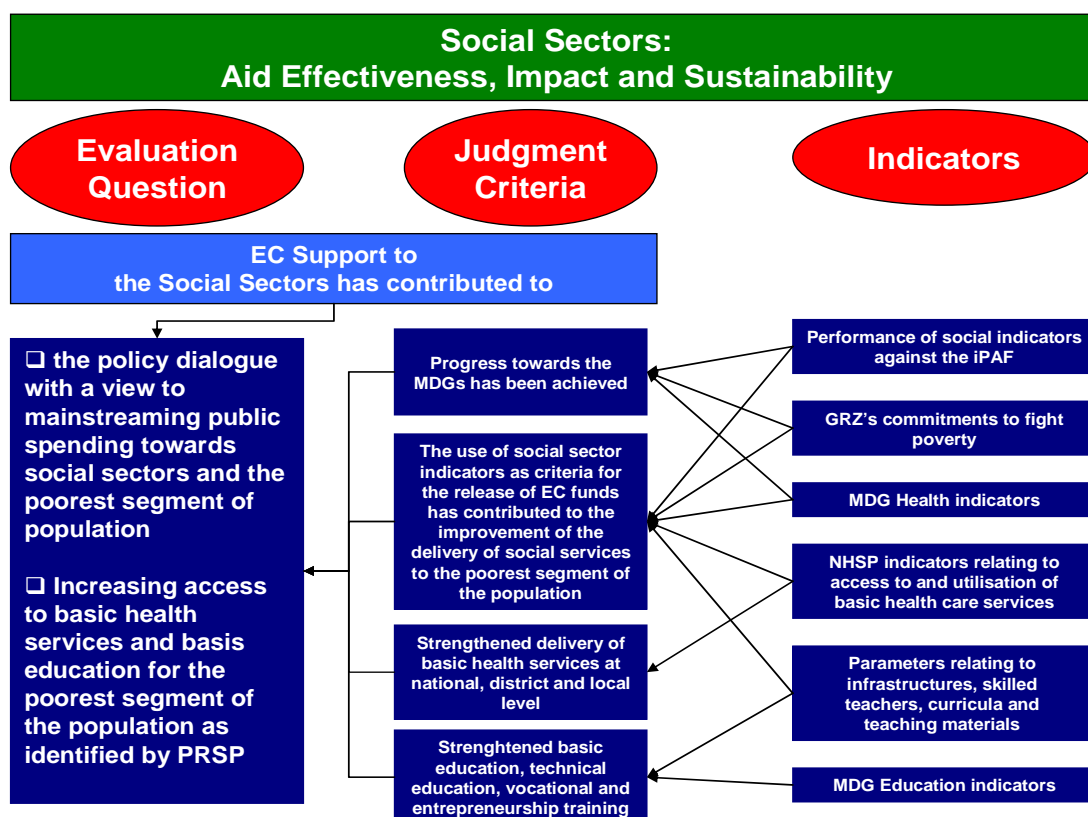 Social Sectors:
Aid Effectiveness, Impact and Sustainability
Evaluation
Question
Judgment
Criteria
Indicators
EC Support to
the Social Sectors has contributed to
❑ the policy dialogue
with a view to
mainstreaming public
spending towards
social sectors and the
poorest segment of
population
❑ Increasing access
to basic health
services and basis
education for the
poorest segment of
the population as
identified by PRSP
Progress towards the
MDGs has been achieved
The use of social sector
indicators as criteria for
the release of EC funds
has contributed to the
improvement of the
delivery of social services
to the poorest segment of
the population
Strengthened delivery of
basic health services at
national, district and local
level
Strenghtened basic
education, technical
education, vocational and
entrepreneurship training
Performance of social indicators
against the iPAF
GRZ's commitments to fight
poverty
MDG Health indicators
NHSP indicators relating to
access to and utilisation of
basic health care services
Parameters relating to
infrastructures, skilled
teachers, curricula and
teaching materials
MDG Education indicators